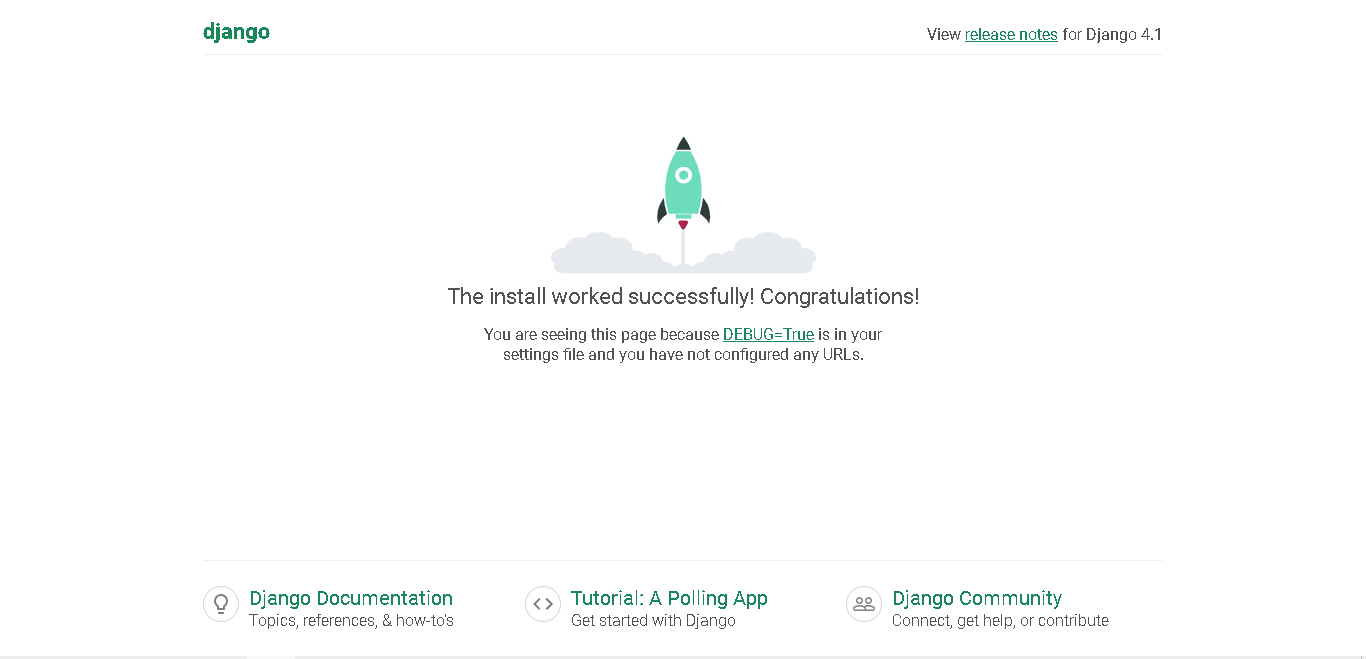 django
View release notes for Django 4.1
The install worked successfully! Congratulations!
You are seeing this page because DEBUG=True is in your
settings file and you have not configured any URLs.
Django Documentation
Topics, references, & how-to's
Tutorial: A Polling App
Get started with Django
Django Community
Connect, get help, or contribute